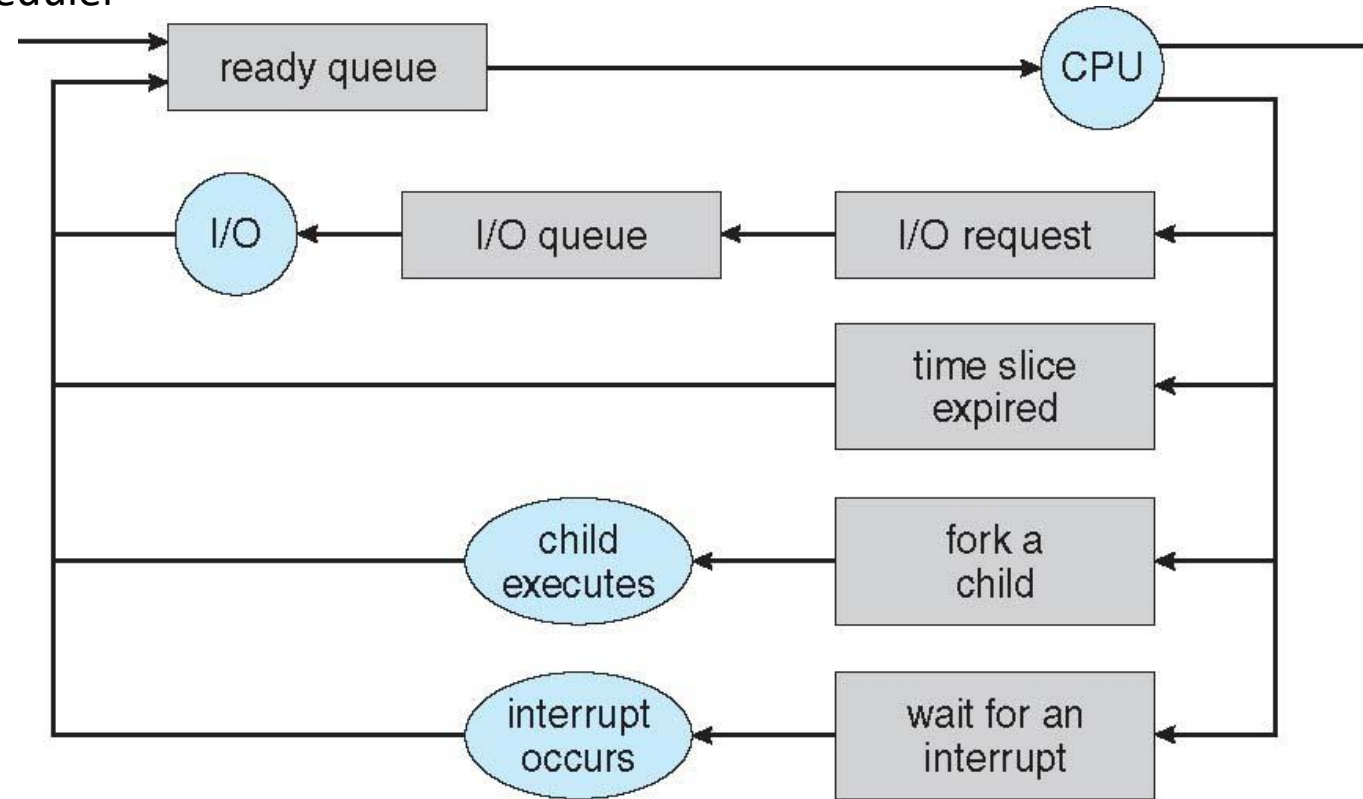 ready queue
CPU
I/O
I/O queue
I/O request
time slice
expired
child
executes
fork a
child
interrupt
occurs
wait for an
interrupt